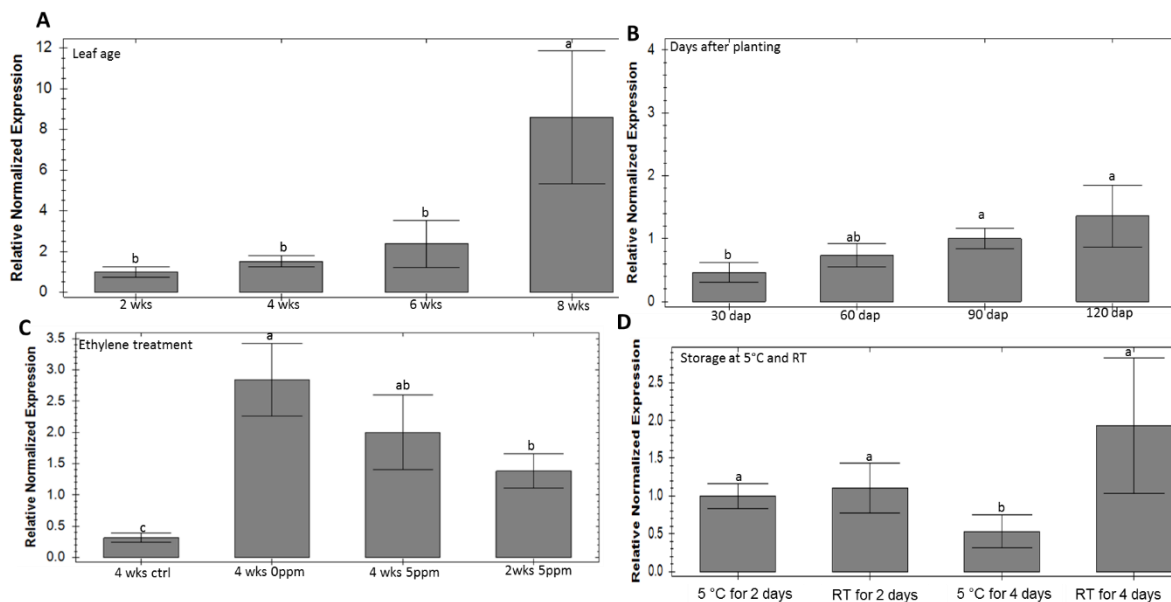 A
Leaf age
Relative Normalized Expression
12
10
8
6
4
2
0
b
b
b
a
2 wks
4 wks
6 wks
8 wks
B
Days after planting
Relative Normalized Expression
4
3
2
1
0
b
ab
a
a
30 dap
60 dap
90 dap
120 dap
C
Ethylene treatment
Relative Normalized Expression
3.5
3.0
2.5
2.0
1.5
1.0
0.5
0.0
c
a
ab
b
4 wks ctrl
4 wks 0ppm
4 wks 5ppm
2wks 5ppm
D
Storage at 5°C and RT
Relative Normalized Expression
2.5
2.0
1.5
1.0
0.5
0.0
a
a
b
a
5 °C for 2 days
RT for 2 days
5 °C for 4 days
RT for 4 days